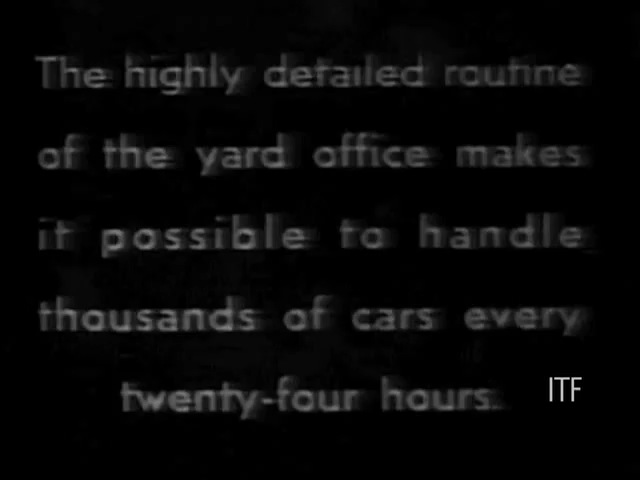 The highly detailed routine
of the yard office makes
it possible to handle
thousands of cars every
twenty-four hours.
ITF